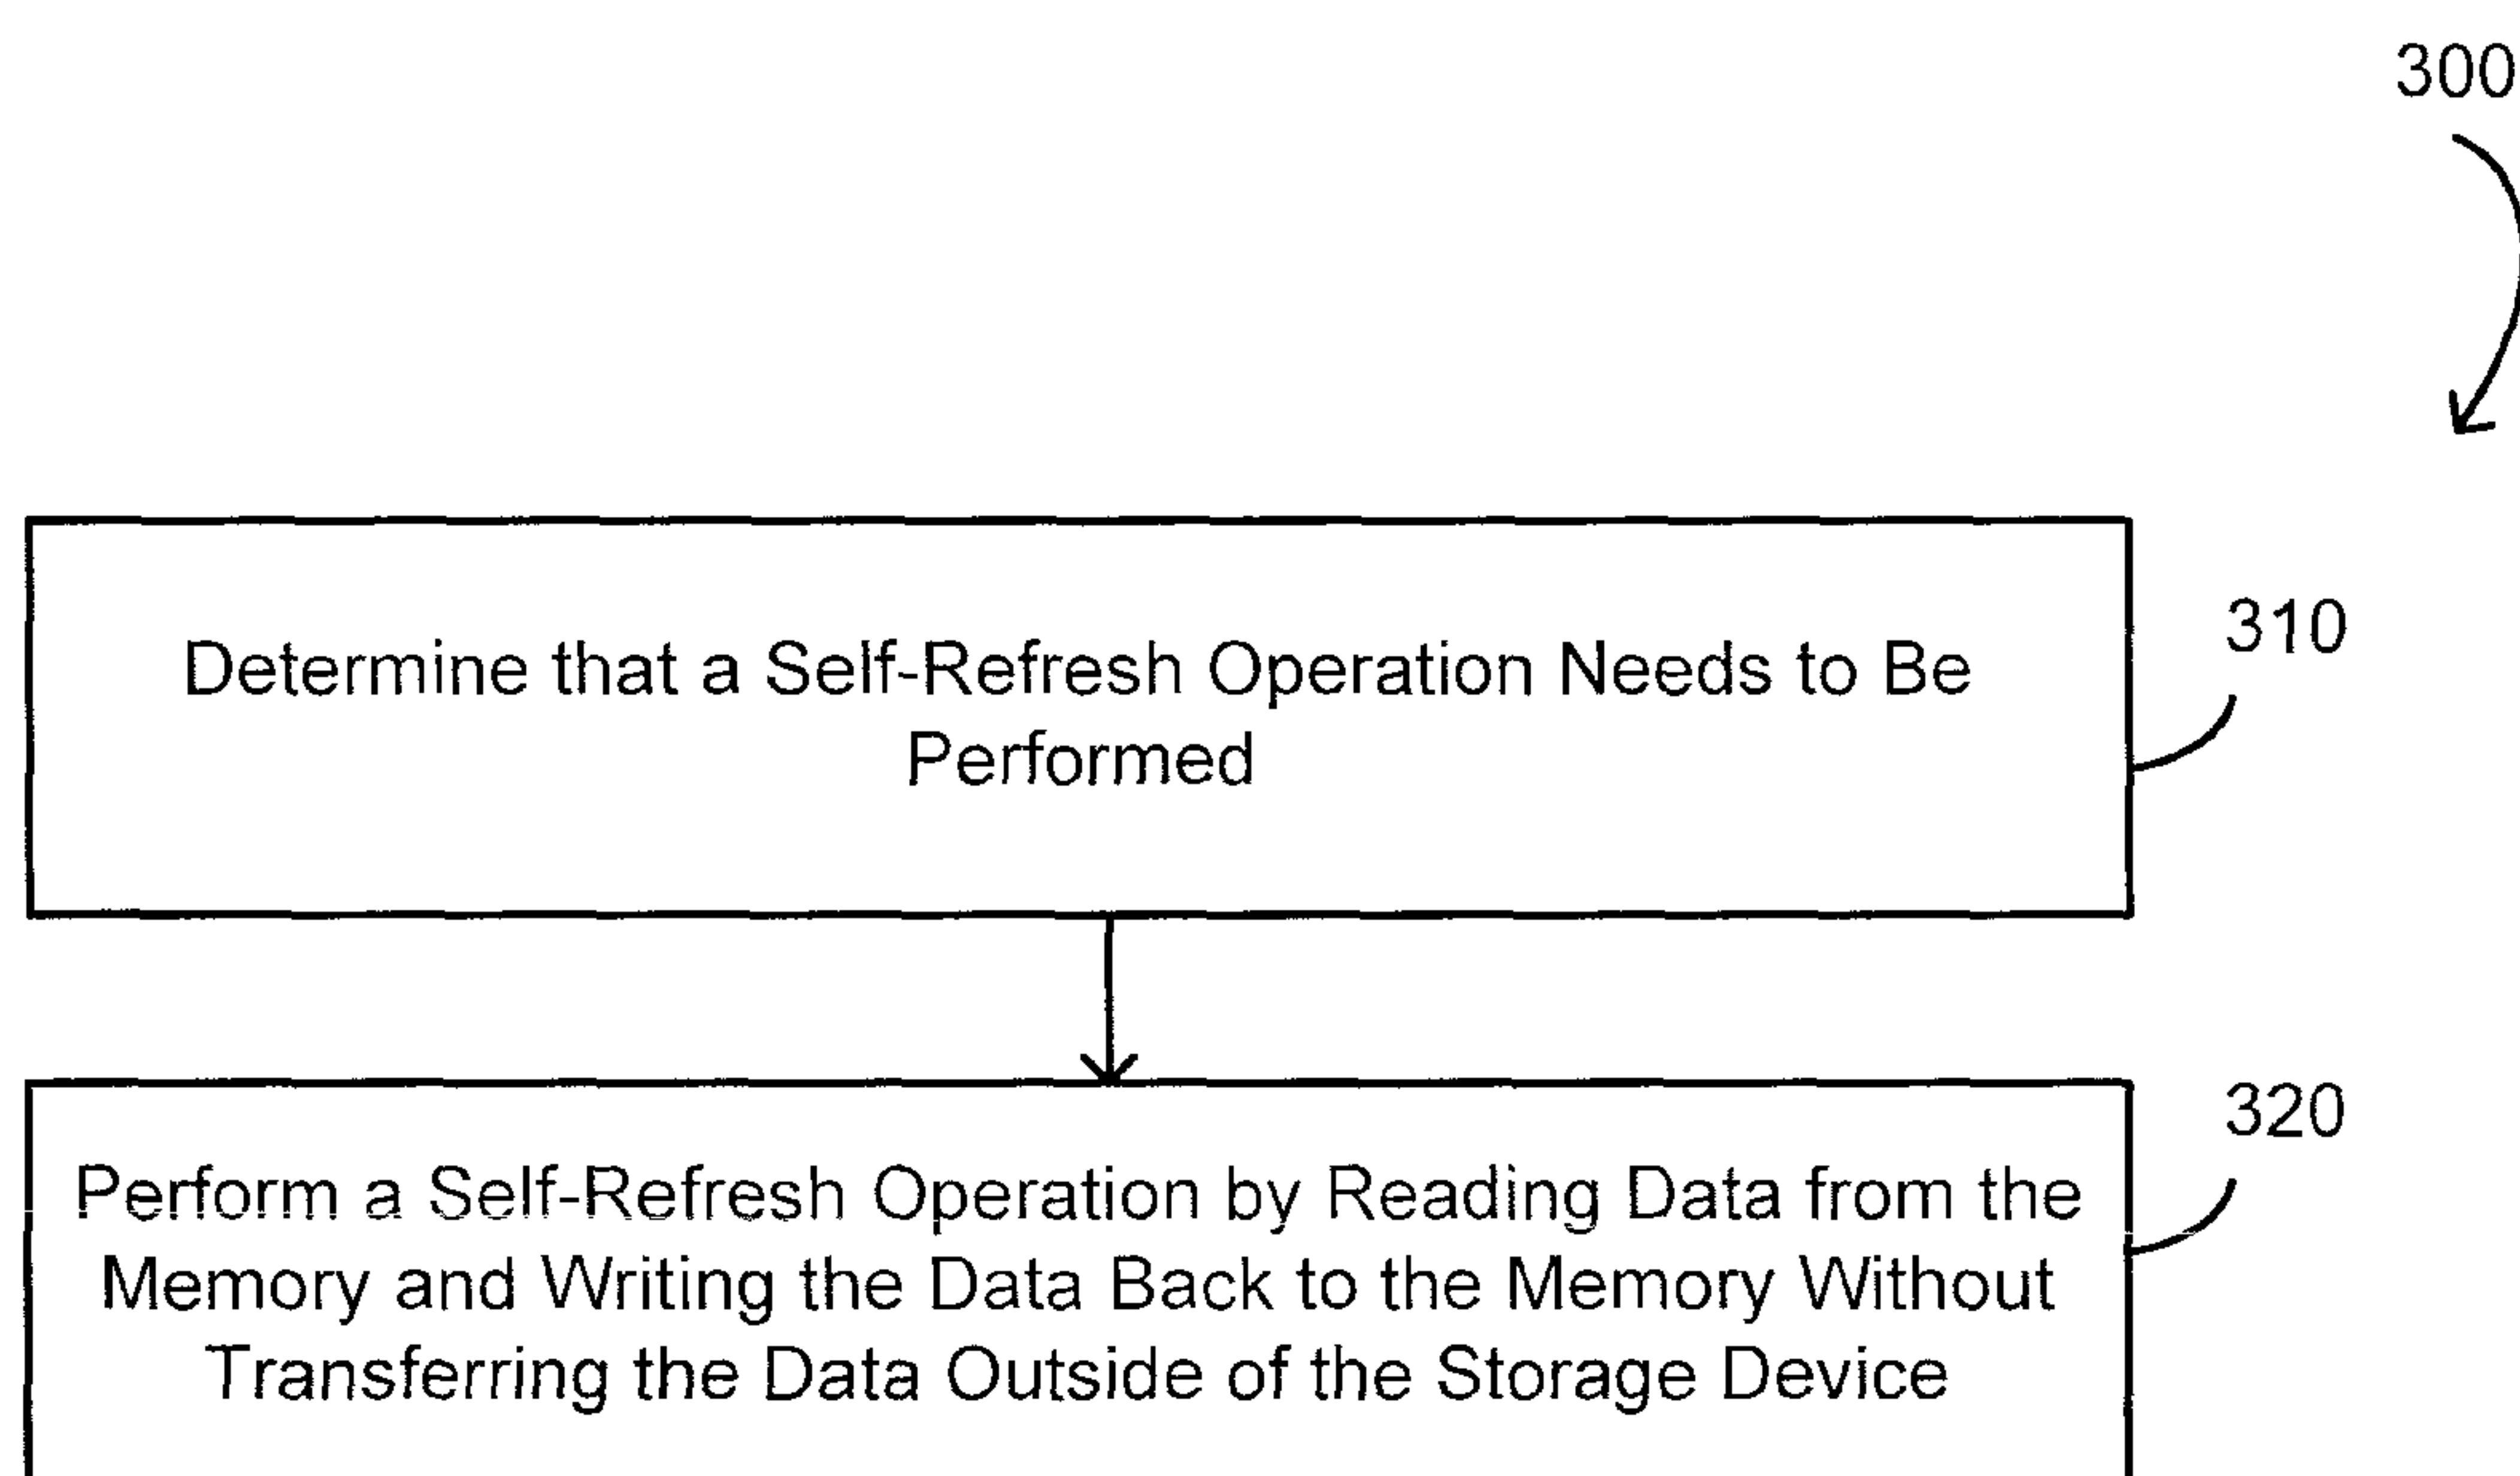 300
310
Determine that a Self-Refresh Operation Needs to Be
Performed
320
Perform a Self-Refresh Operation by Reading Data from the
Memory and Writing the Data Back to the Memory Without
Transferring the Data Outside of the Storage Device